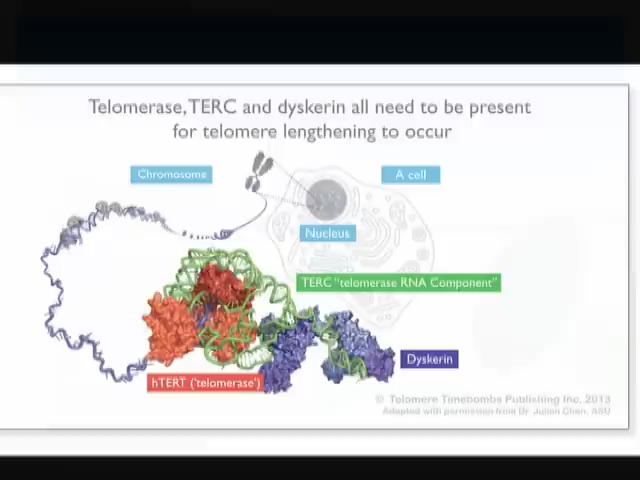 Telomerase, TERC and dyskerin all need to be present
for telomere lengthening to occur
Chromosome
A cell
Nucleus
TERC "telomerase RNA Component"
Dyskerin
hTERT ('telomerase')
© Telomere Timebombs Publishing Inc, 2013
Adapted with permission from Dr. Julian Chen, ASU